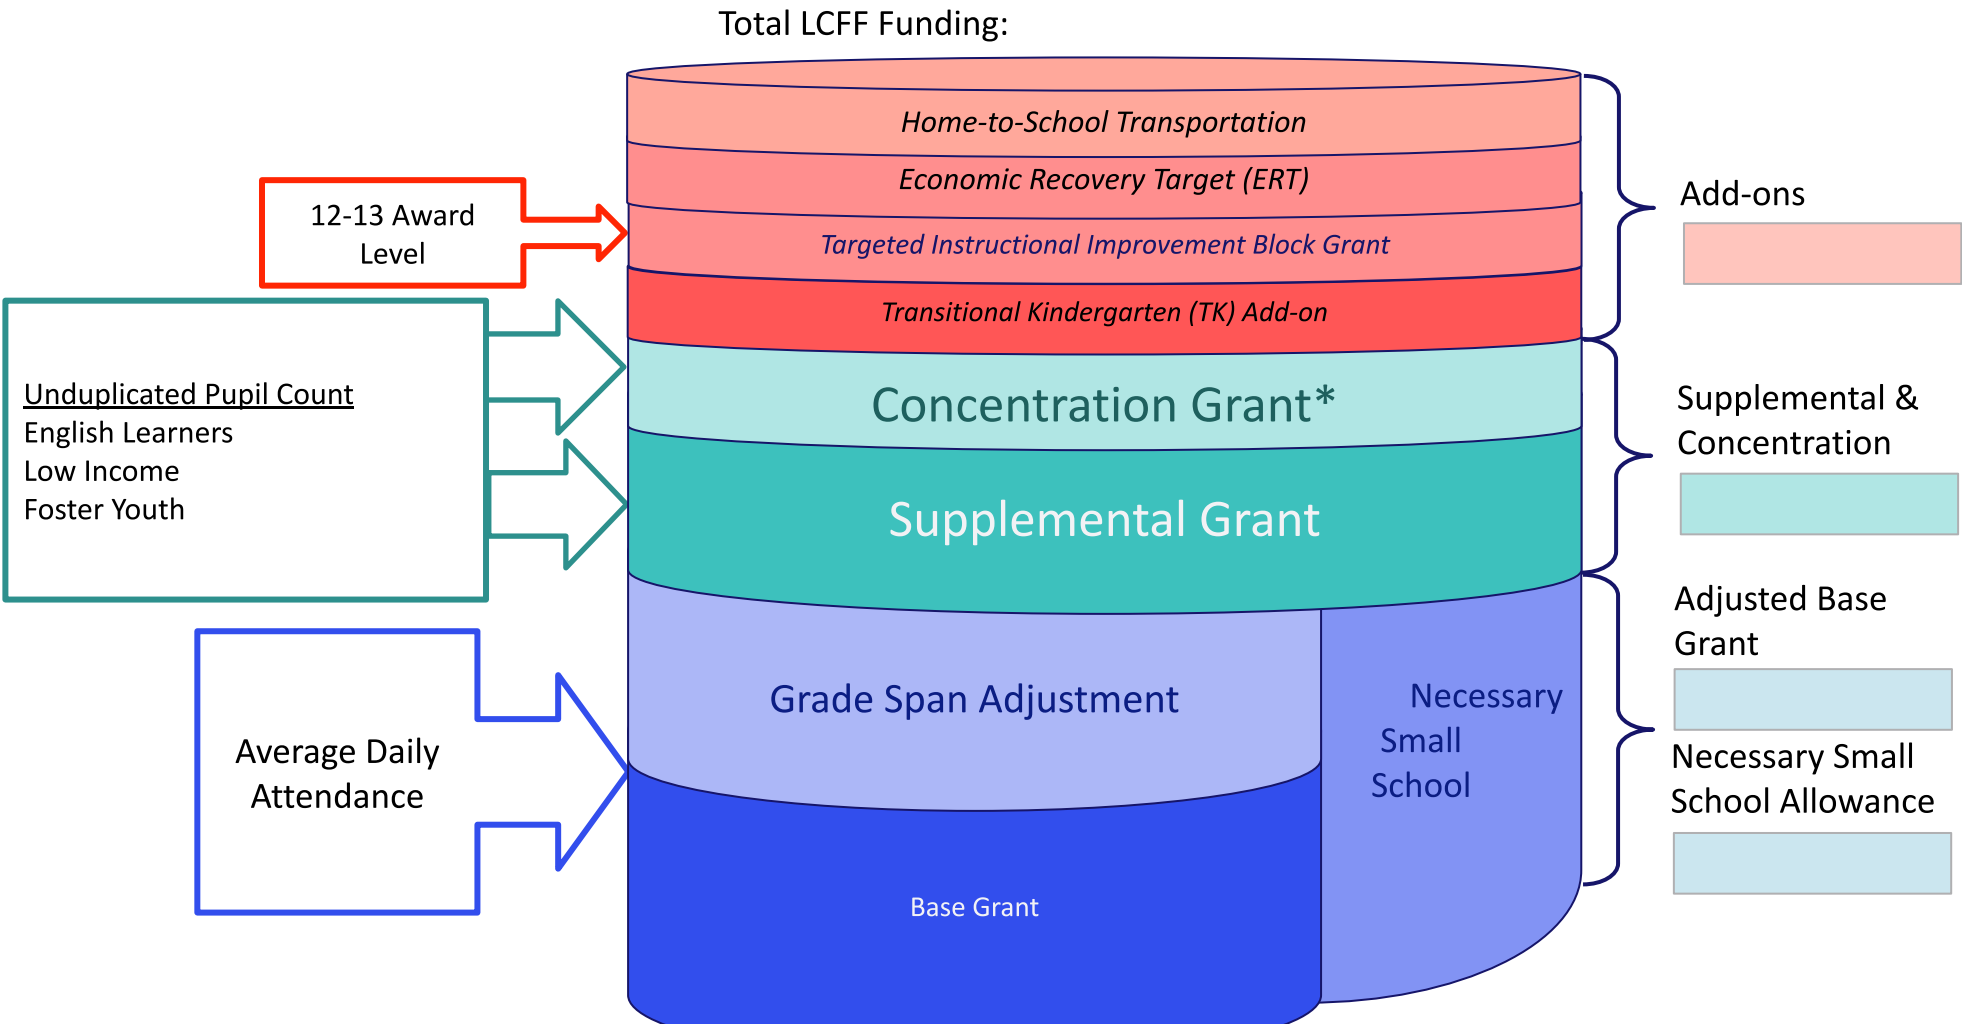 Total LCFF Funding:
Home-to-School Transportation
Economic Recovery Target (ERT)
Targeted Instructional Improvement Block Grant
Transitional Kindergarten (TK) Add-on
Concentration Grant*
Supplemental Grant
Grade Span Adjustment
Necessary
Small
School
Base Grant
12-13 Award
Level
Unduplicated Pupil Count
English Learners
Low Income
Foster Youth
Average Daily
Attendance
Add-ons
Supplemental &
Concentration
Adjusted Base
Grant
Necessary Small
School Allowance